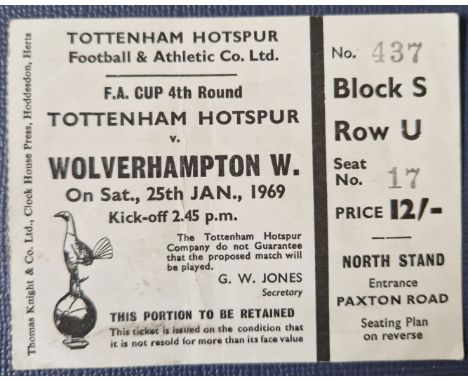 Thomas Knight & Co. Ltd., Clock House Press, Hoddesdon, Herts
TOTTENHAM HOTSPUR
Football & Athletic Co. Ltd.
F.A. CUP 4th Round
TOTTENHAM HOTSPUR
v.
WOLVERHAMPTON W.
On Sat., 25th JAN., 1969
Kick-off 2.45 p.m.
The Tottenham Hotspur
Company do not Guarantee
that the proposed match will
be played.
G. W. JONES
Secretary
THIS PORTION TO BE RETAINED
This ticket is issued on the condition that
it is not resold for more than its face value
No. 437
Block S
Row U
Seat
No. 17
PRICE 12/-
NORTH STAND
Entrance
PAXTON ROAD
Seating Plan
on reverse